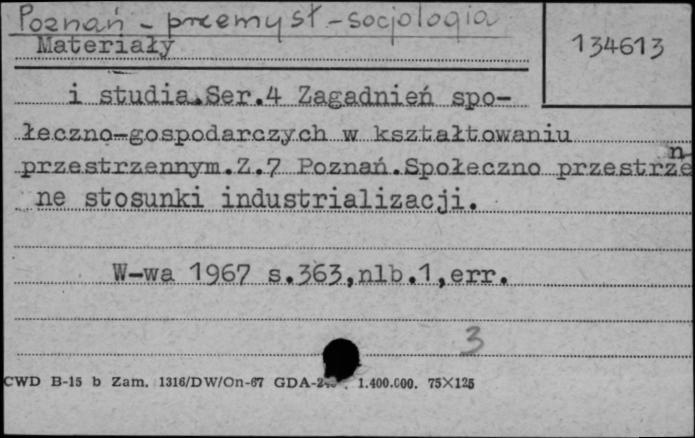 Poznań - przemysł - socjologia
Materiały
134613
i studia.Ser.4 Zagadnień spo-
łeczno-gospodarczych w kształtowaniu
przestrzennym.Z.7 Poznań.Społeczno przestrzen
ne stosunki industrializacji.
W-wa 1967 s.363,nlb.1,err.
3
CWD B-15 b Zam. 1316/DW/On-67 GDA- 1.400.000. 75X125